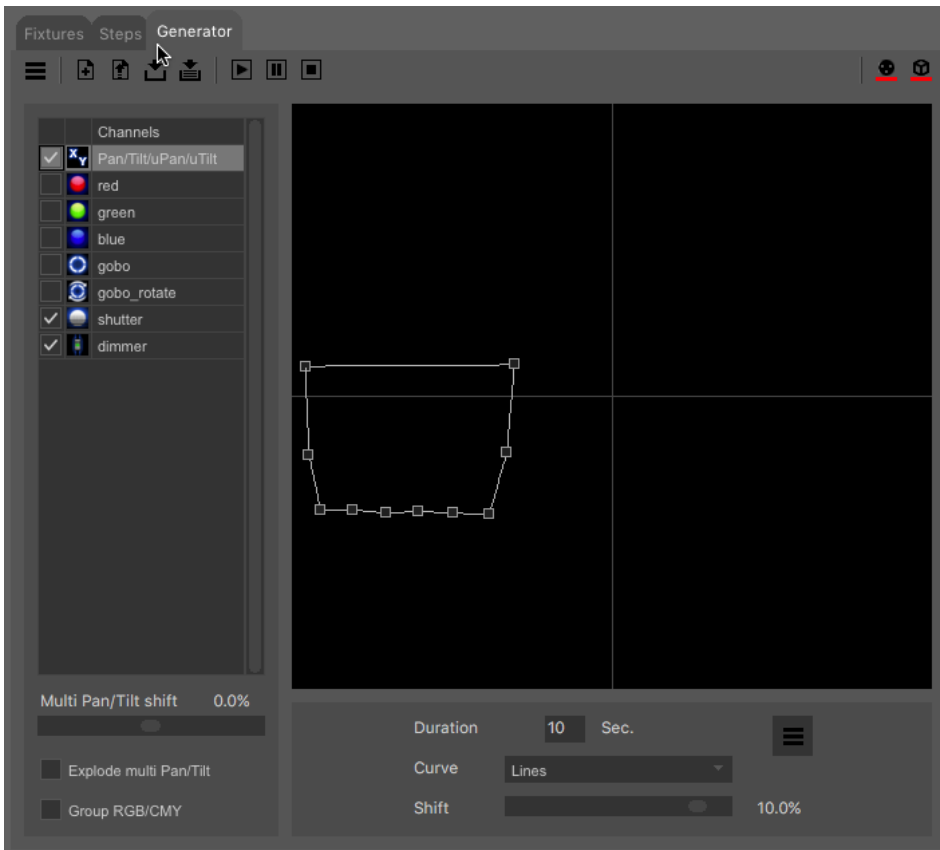 Fixtures Steps Generator
Channels
Pan/Tilt/uPan/uTilt
red
green
blue
gobo
gobo_rotate
shutter
dimmer
Multi Pan/Tilt shift 0.0%
Explode multi Pan/Tilt
Group RGB/CMY
Duration 10 Sec.
Curve Lines
Shift 10.0%